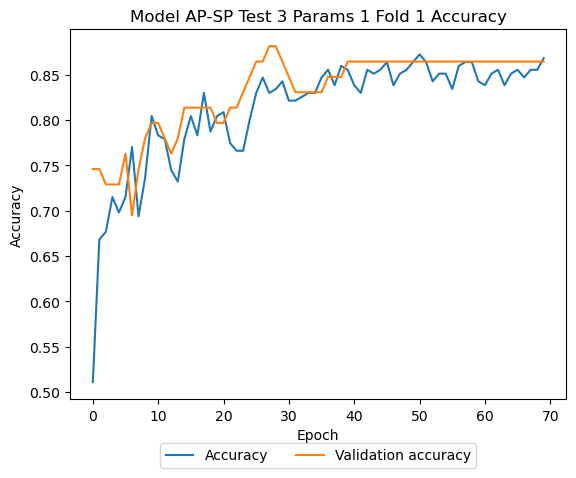 Model AP-SP Test 3 Params 1 Fold 1 Accuracy
0.85
0.80
0.75
0.70
0.65
0.60
0.55
0.50
Accuracy
0 10 20 30 40 50 60 70
Epoch
Accuracy Validation accuracy